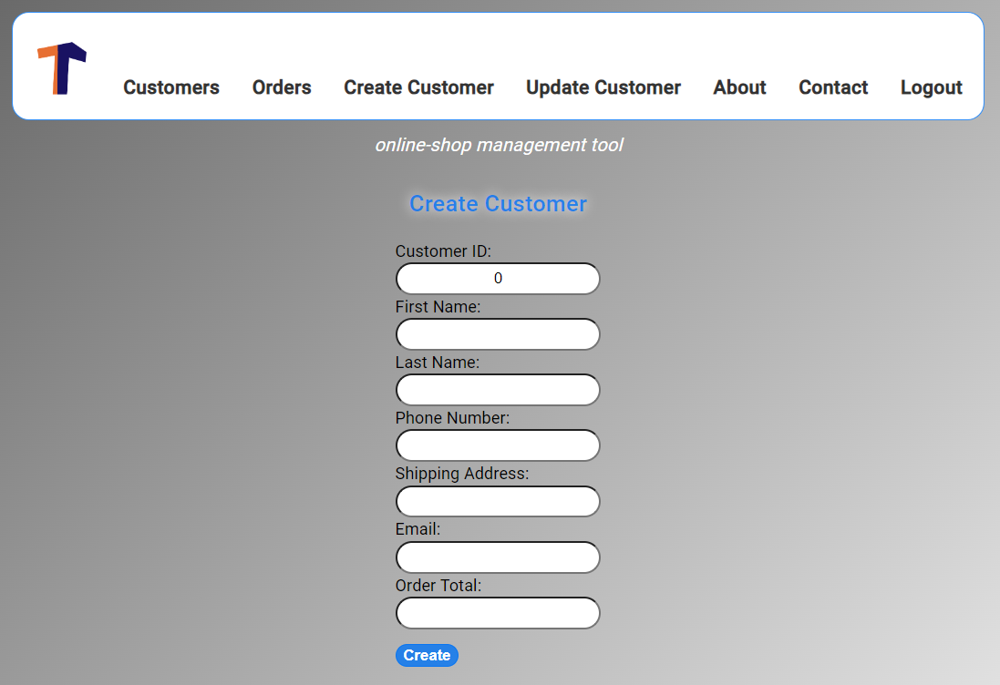 Customers Orders Create Customer Update Customer About Contact Logout
online-shop management tool
Create Customer
Customer ID:
0
First Name:
Last Name:
Phone Number:
Shipping Address:
Email:
Order Total:
Create